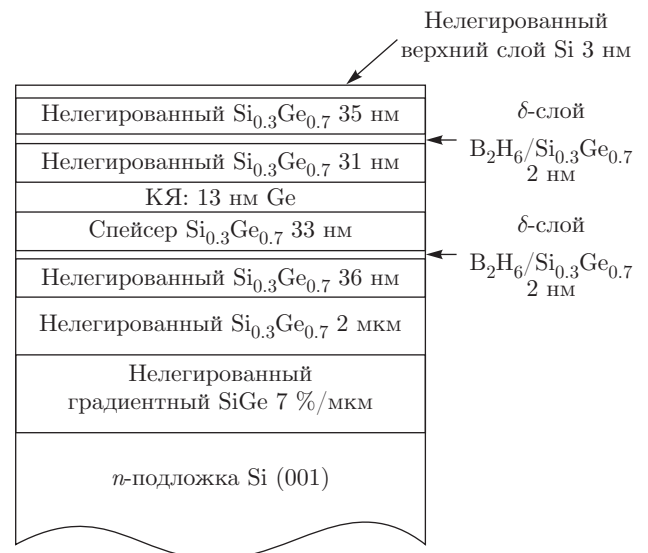 Нелегированный
верхний слой Si 3 нм
Нелегированный Si0.3Ge0.7 35 нм
δ-слой
B2H6/Si0.3Ge0.7
2 нм
Нелегированный Si0.3Ge0.7 31 нм
КЯ: 13 нм Ge
Спейсер Si0.3Ge0.7 33 нм
δ-слой
B2H6/Si0.3Ge0.7
2 нм
Нелегированный Si0.3Ge0.7 36 нм
Нелегированный Si0.3Ge0.7 2 мкм
Нелегированный
градиентный SiGe 7 %/мкм
n-подложка Si (001)